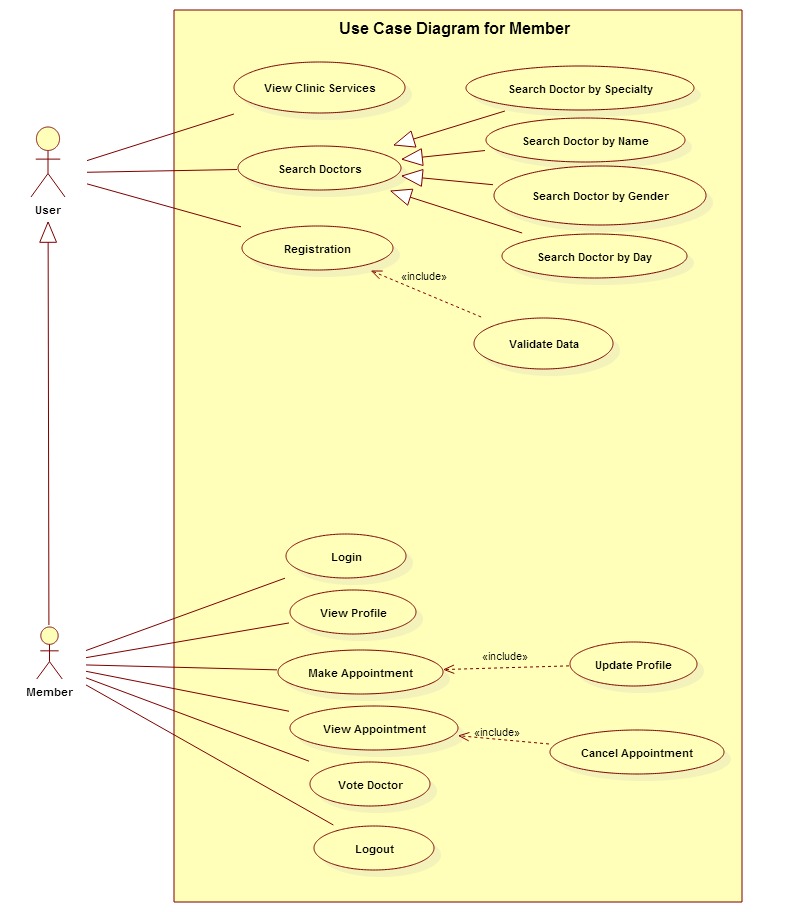 Use Case Diagram for Member
View Clinic Services
Search Doctor by Specialty
Search Doctor by Name
Search Doctors
Search Doctor by Gender
User
Registration
Search Doctor by Day
«include»
Validate Data
Login
View Profile
Make Appointment
«include»
Update Profile
Member
View Appointment
«include»
Cancel Appointment
Vote Doctor
Logout